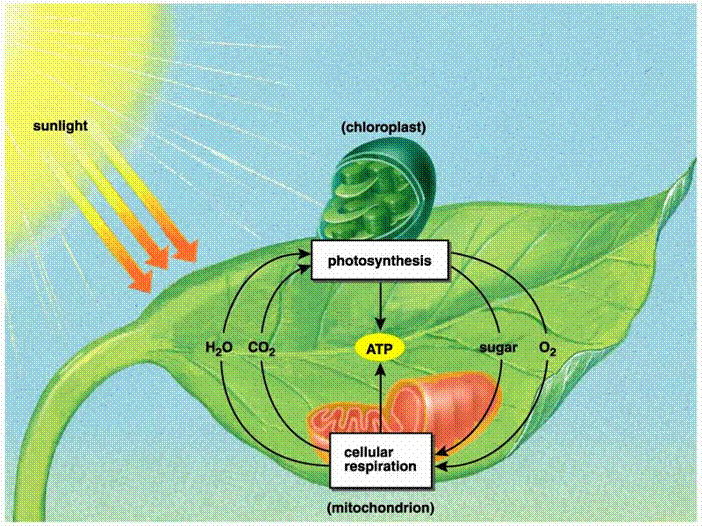 sunlight
(chloroplast)
photosynthesis
H₂O
CO₂
ATP
sugar
O₂
cellular
respiration
(mitochondrion)